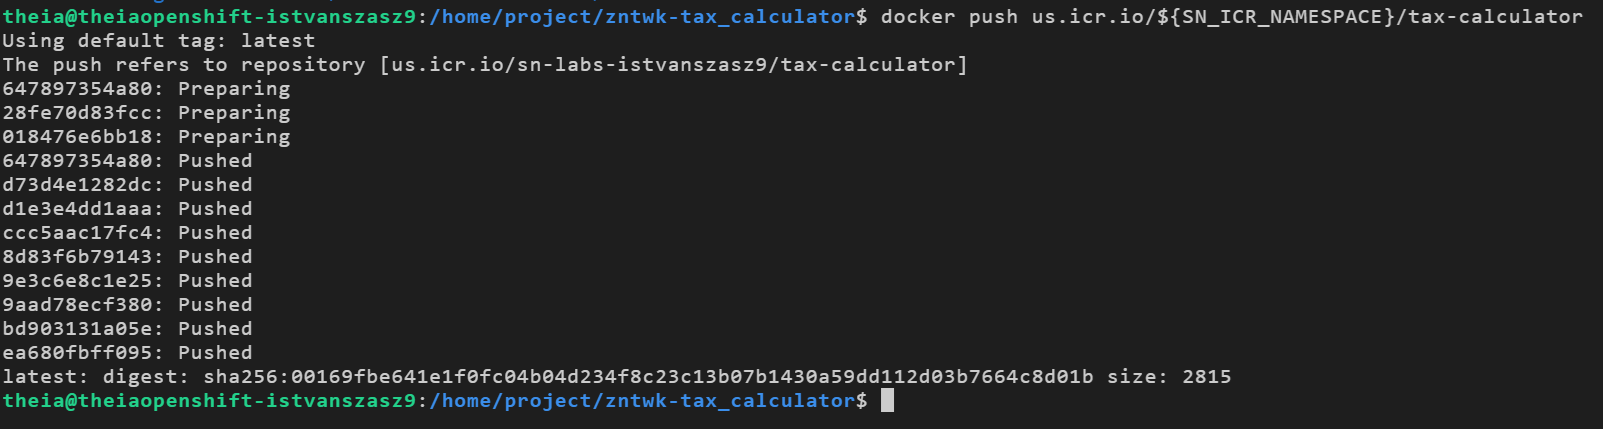 theia@theiaopenshift-istvanszasz9:/home/project/zntwk-tax_calculator$ docker push us.icr.io/${SN_ICR_NAMESPACE}/tax-calculator
Using default tag: latest
The push refers to repository [us.icr.io/sn-labs-istvanszasz9/tax-calculator]
647897354a80: Preparing
28fe70d83fcc: Preparing
018476e6bb18: Preparing
647897354a80: Pushed
d73d4e1282dc: Pushed
d1e3e4dd1aaa: Pushed
ccc5aac17fc4: Pushed
8d83f6b79143: Pushed
9e3c6e8c1e25: Pushed
9aad78ecf380: Pushed
bd903131a05e: Pushed
ea680fbff095: Pushed
latest: digest: sha256:00169fbe641e1f0fc04b04d234f8c23c13b07b1430a59dd112d03b7664c8d01b size: 2815
theia@theiaopenshift-istvanszasz9:/home/project/zntwk-tax_calculator$